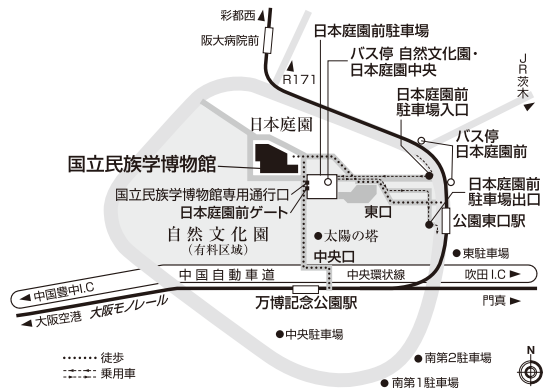 彩都西
阪大病院前
日本庭園前駐車場
バス停 自然文化園・
日本庭園中央
R171
JR茨木
日本庭園前
駐車場入口
日本庭園
バス停
日本庭園前
国立民族学博物館
国立民族学博物館専用通行口
日本庭園前ゲート
日本庭園前
駐車場出口
東口
公園東口駅
自然文化園
(有料区域)
太陽の塔
中央口
東駐車場
中国自動車道
中央環状線
吹田I.C
中国豊中I.C
大阪空港
大阪モノレール
万博記念公園駅
門真
中央駐車場
徒歩
乗用車
南第2駐車場
南第1駐車場
N